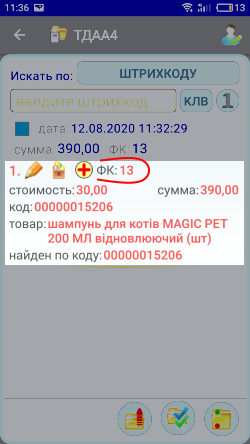 11:36 13
ТДАА4
Искать по: ШТРИХКОДУ
введите штрихкод КЛВ 1
дата: 12.08.2020 11:32:29
сумма 390,00 ФК 13
1. ФК: 13
стоимость: 30,00 сумма: 390,00
код: 00000015206
товар: шампунь для котів MAGIC PET
200 МЛ відновлюючий (шт)
найден по коду: 00000015206